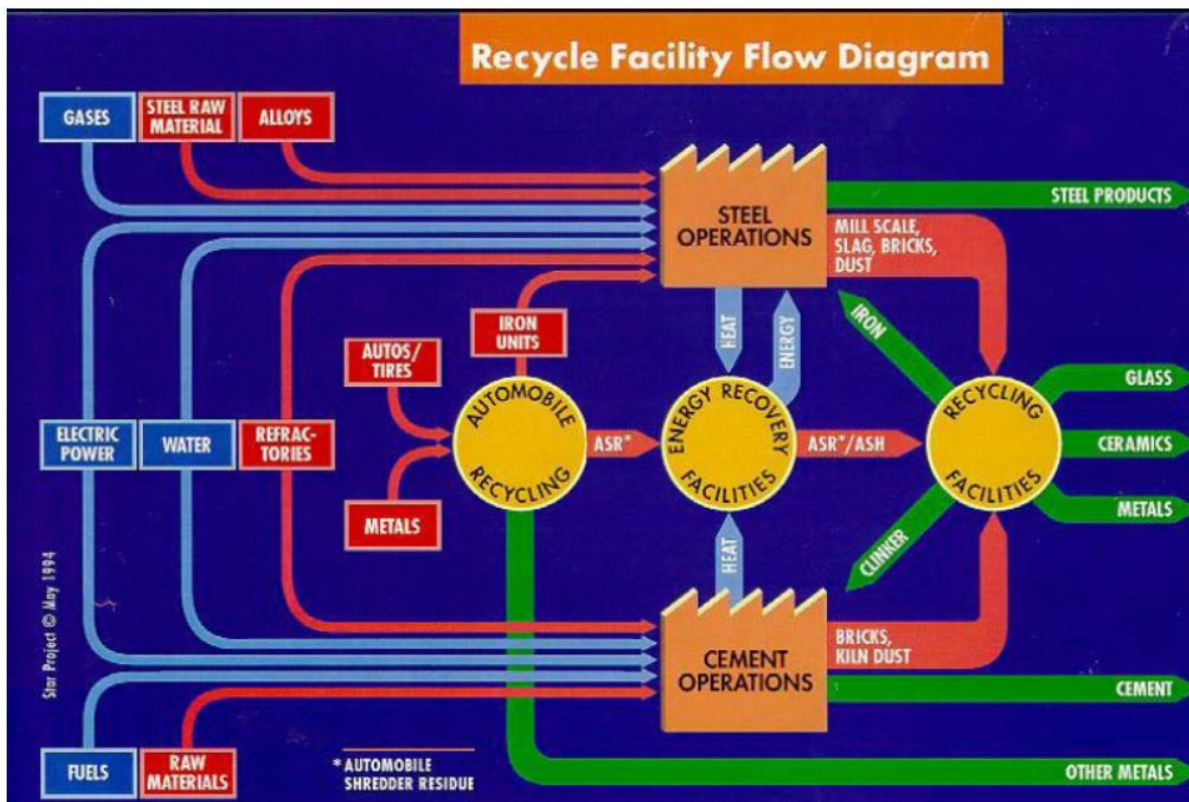 Recycle Facility Flow Diagram
GASES
STEEL RAW
MATERIAL
ALLOYS
STEEL
OPERATIONS
STEEL PRODUCTS
MILL SCALE,
SLAG, BRICKS,
DUST
IRON
UNITS
HEAT
ENERGY
IRON
AUTOS/
TIRES
GLASS
ELECTRIC
POWER
WATER
REFRAC-
TORIES
AUTOMOBILE
RECYCLING
ASR*
ENERGY RECOVERY
FACILITIES
ASR*/ASH
RECYCLING
FACILITIES
CERAMICS
METALS
METALS
HEAT
CLINKER
Star Project © May 1994
CEMENT
OPERATIONS
BRICKS,
KILN DUST
CEMENT
FUELS
RAW
MATERIALS
* AUTOMOBILE
SHREDDER RESIDUE
OTHER METALS